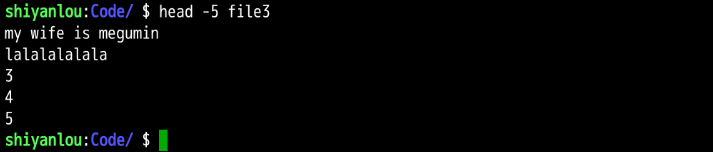 shiyanlou:Code/ $ head -5 file3
my wife is megumin
lalalalalala
3
4
5
shiyanlou:Code/ $